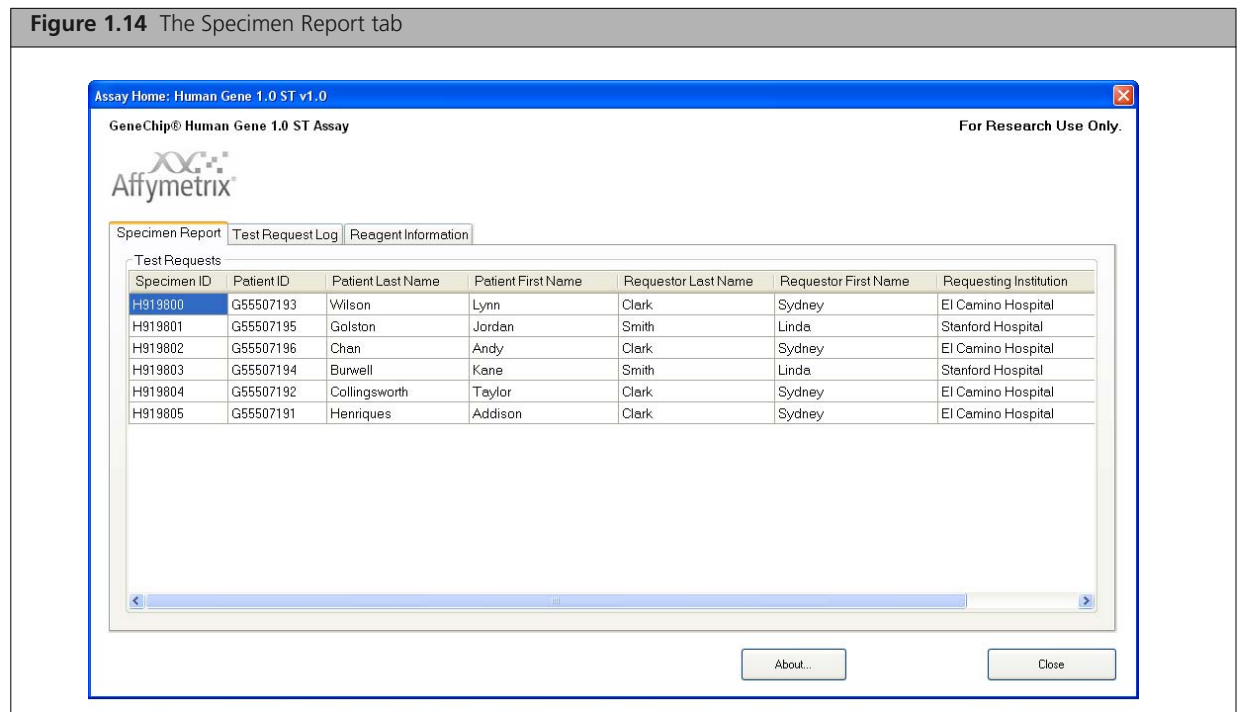 Figure 1.14 The Specimen Report tab
Assay Home: Human Gene 1.0 ST v1.0
GeneChip® Human Gene 1.0 ST Assay For Research Use Only.
Affymetrix®
Specimen Report Test Request Log Reagent Information
Test Requests
Specimen ID Patient ID Patient Last Name Patient First Name Requestor Last Name Requestor First Name Requesting Institution
H919800 G55507193 Wilson Lynn Clark Sydney El Camino Hospital
H919801 G55507195 Golston Jordan Smith Linda Stanford Hospital
H919802 G55507196 Chan Andy Clark Sydney El Camino Hospital
H919803 G55507194 Burwell Kane Smith Linda Stanford Hospital
H919804 G55507192 Collingsworth Taylor Clark Sydney El Camino Hospital
H919805 G55507191 Henriques Addison Clark Sydney El Camino Hospital
About... Close